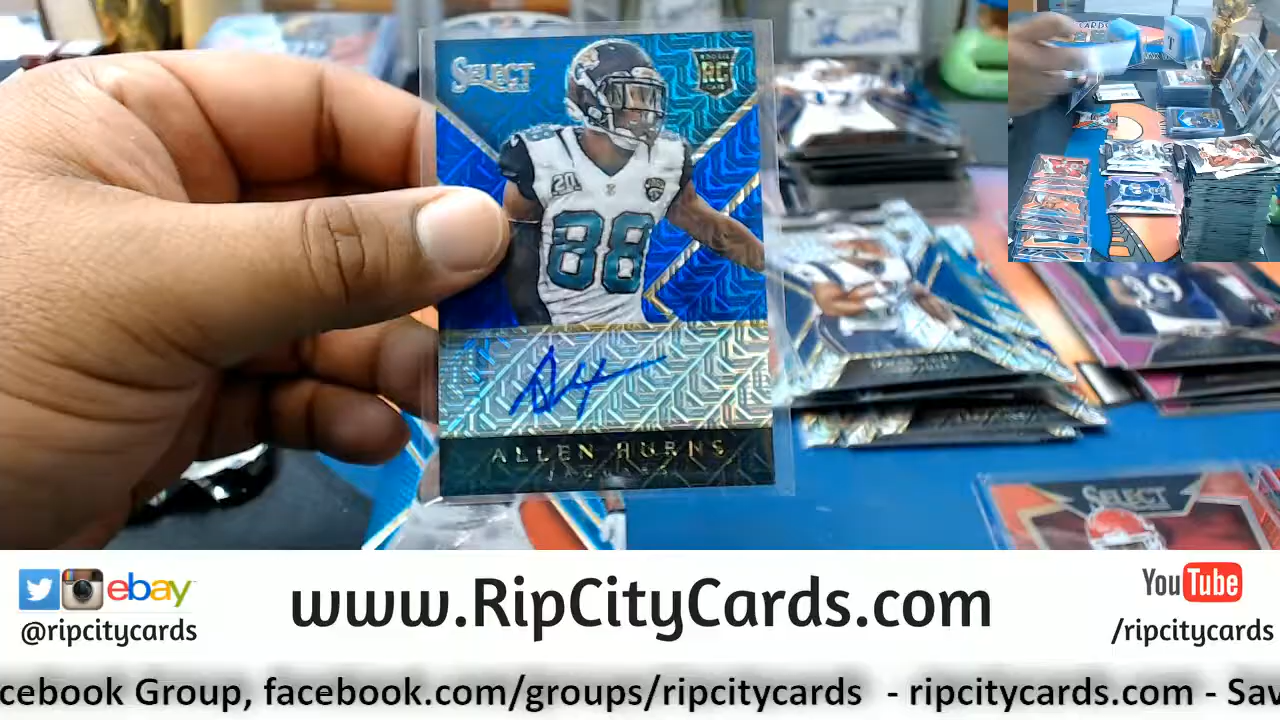 SELECT
RC
20
88
ALLEN HURNS
JAGUARS
SELECT
ebay
@ripcitycards
www.RipCityCards.com
YouTube
/ripcitycards
cebook Group, facebook.com/groups/ripcitycards - ripcitycards.com - Sav